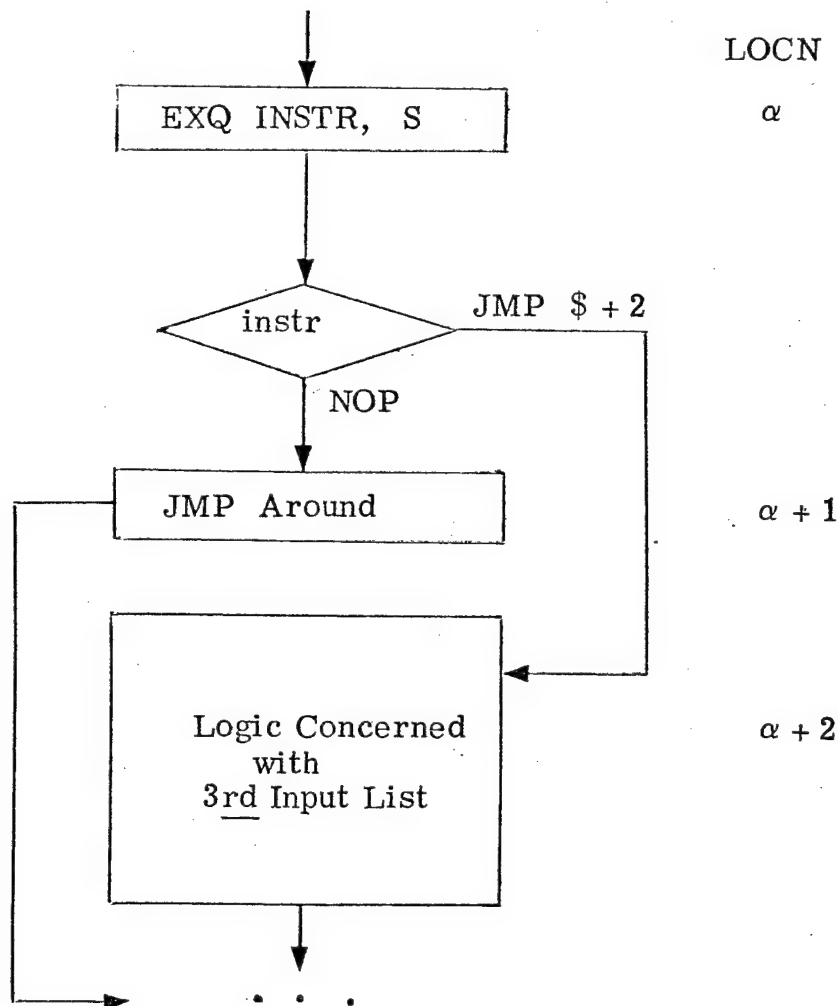 LOCN
EXQ INSTR, S
α
instr
JMP $ + 2
NOP
JMP Around
α + 1
Logic Concerned
with
3rd Input List
α + 2
. . .